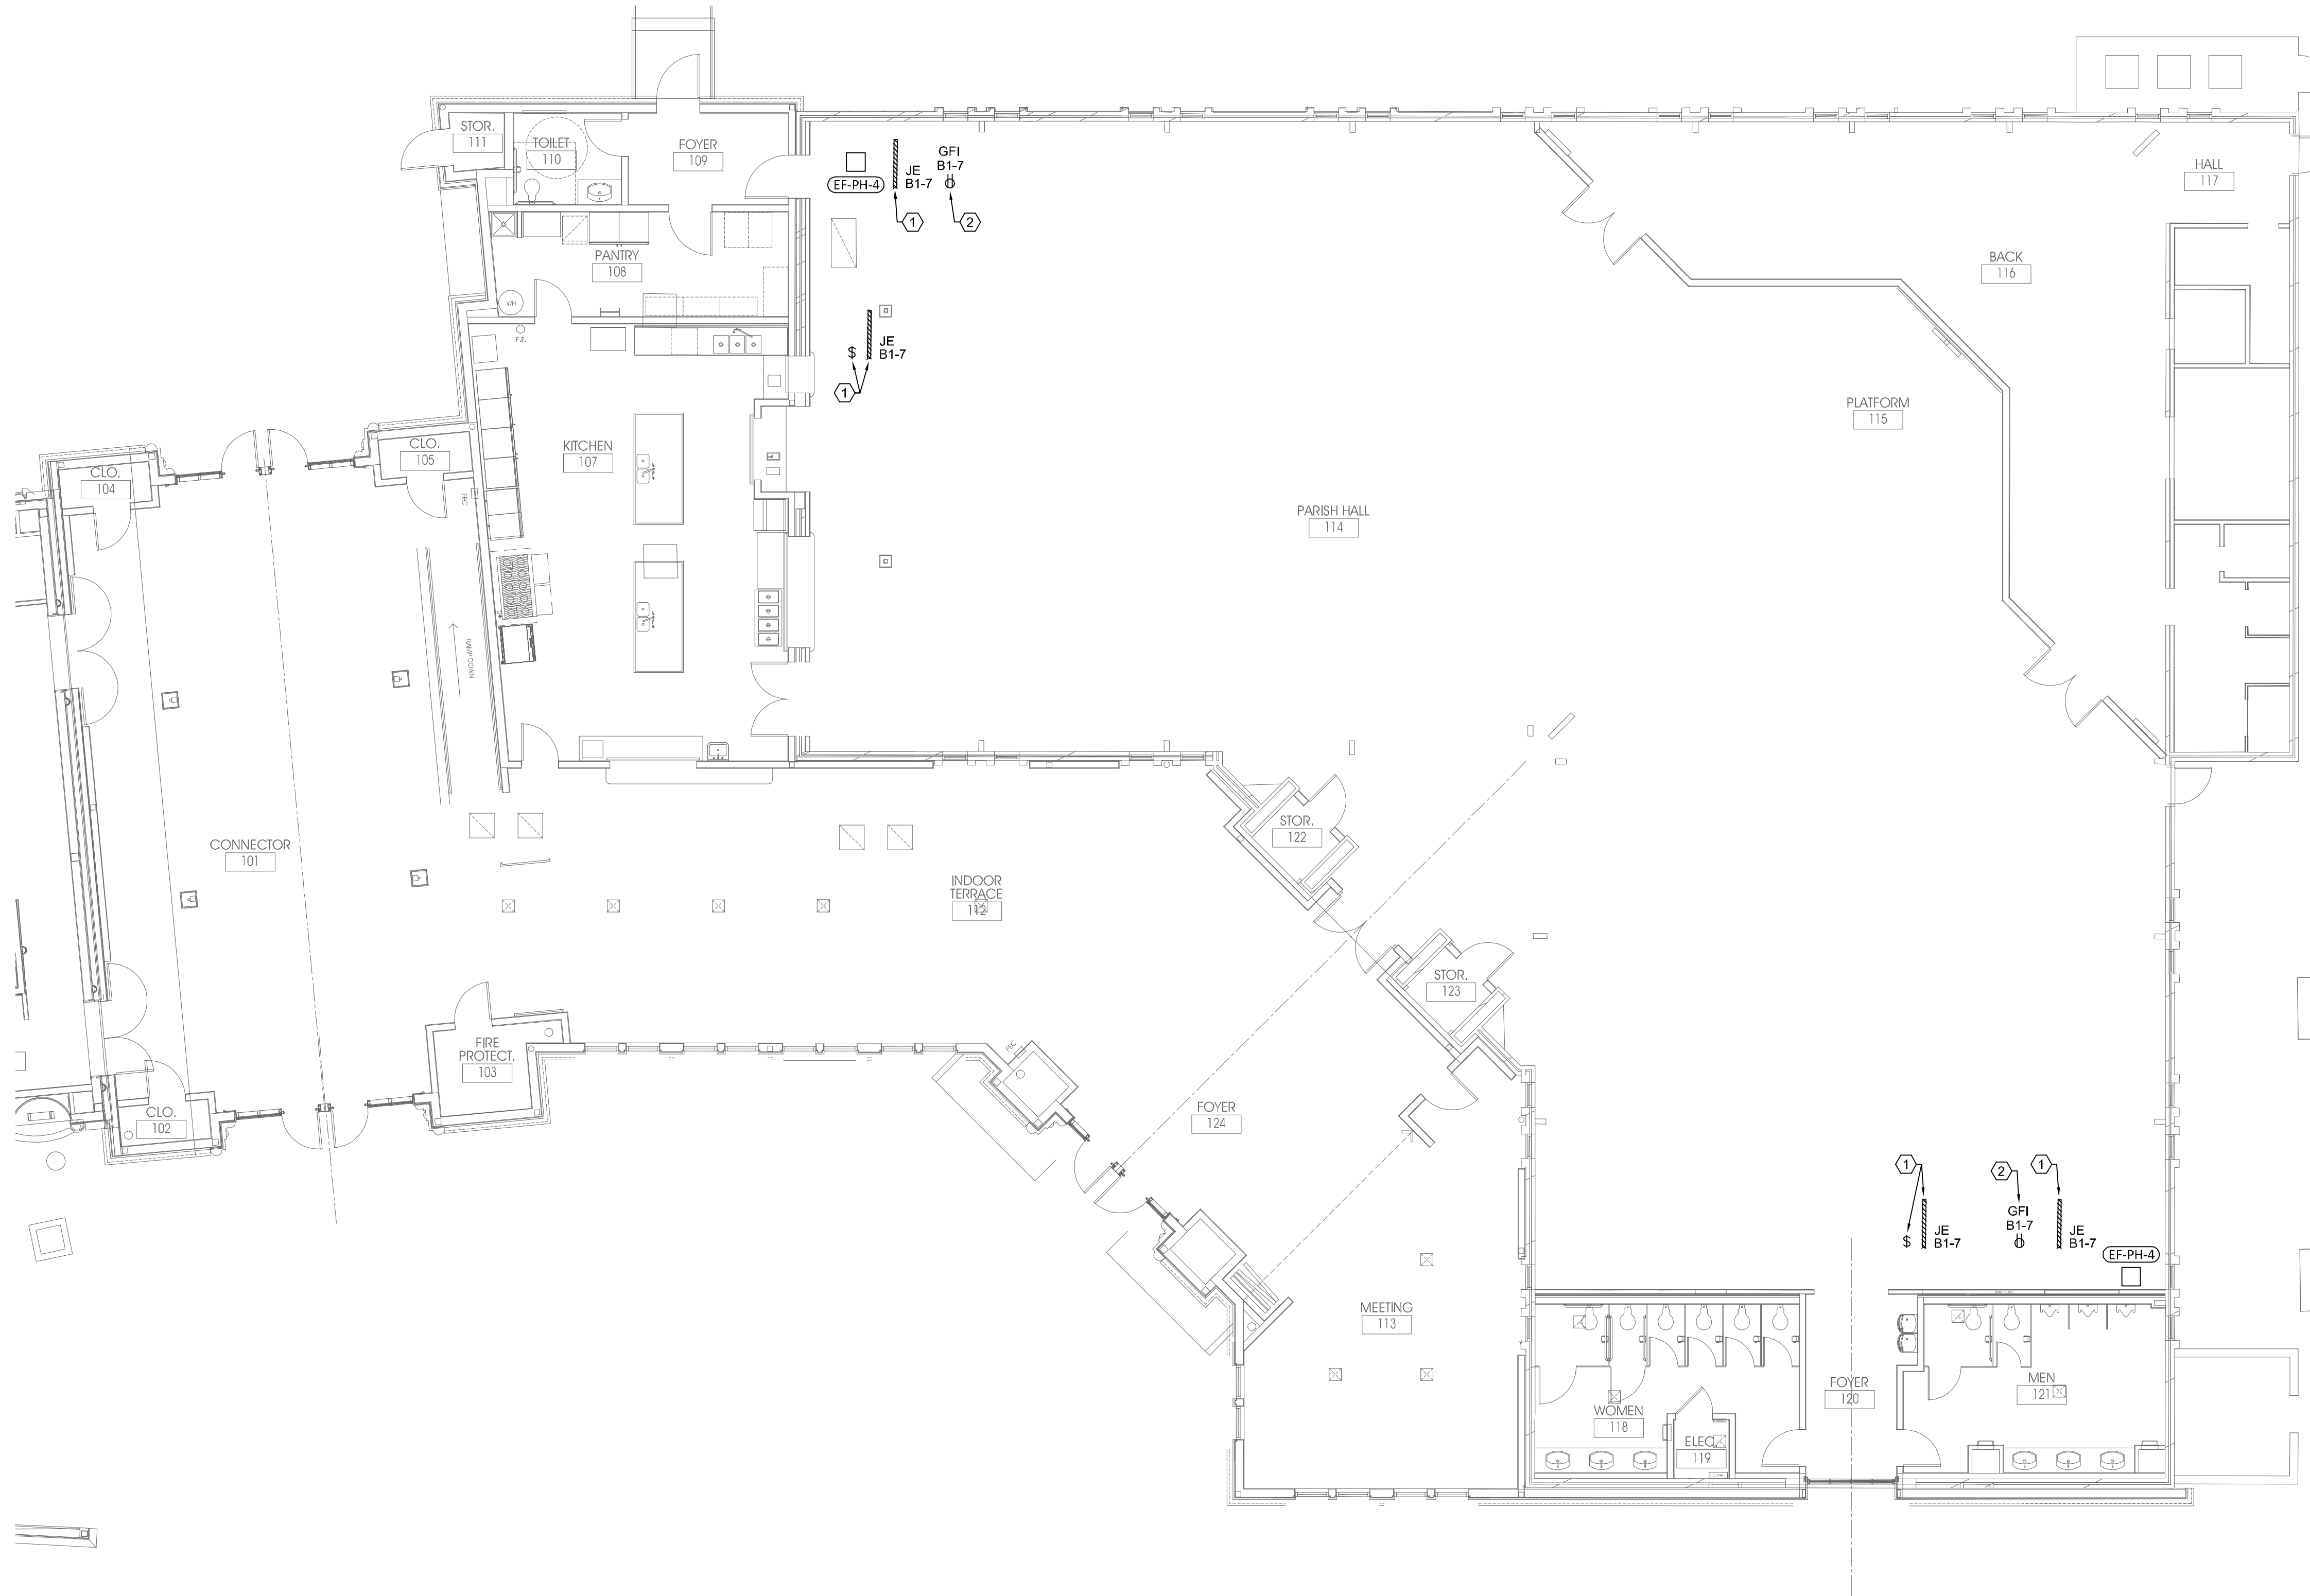 STOR.
111
TOILET
110
FOYER
109
EF-PH-4
JE
B1-7
1
GFI
B1-7
2
HALL
117
PANTRY
108
WH
F.E.
BACK
116
$
JE
B1-7
1
PLATFORM
115
CLO.
104
CLO.
105
FEC
KITCHEN
107
PARISH HALL
114
RAMP DOWN
CONNECTOR
101
STOR.
122
INDOOR
TERRACE
112
STOR.
123
FIRE
PROTECT.
103
FEC
CLO.
102
FOYER
124
1
$
JE
B1-7
2
GFI
B1-7
1
JE
B1-7
EF-PH-4
MEETING
113
WOMEN
118
ELEC.
119
FOYER
120
MEN
121